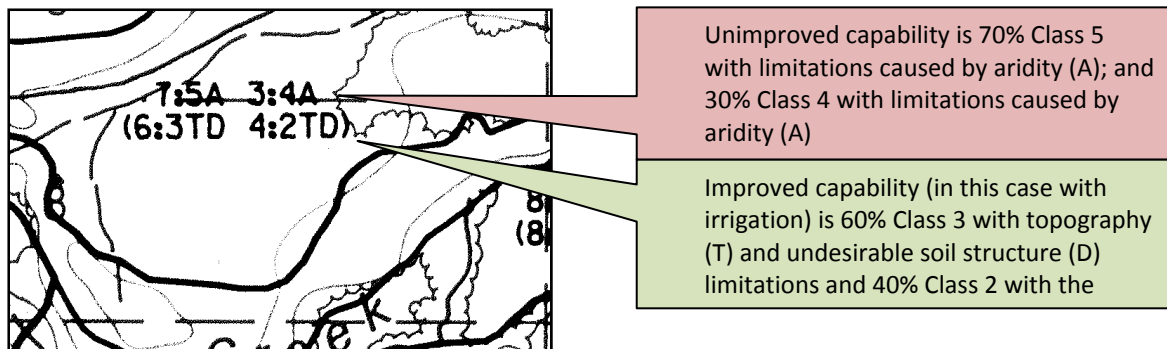 7:5A 3:4A
(6:3TD 4:2TD)
8
8
(8
Creek
Unimproved capability is 70% Class 5
with limitations caused by aridity (A); and
30% Class 4 with limitations caused by
aridity (A)
Improved capability (in this case with
irrigation) is 60% Class 3 with topography
(T) and undesirable soil structure (D)
limitations and 40% Class 2 with the